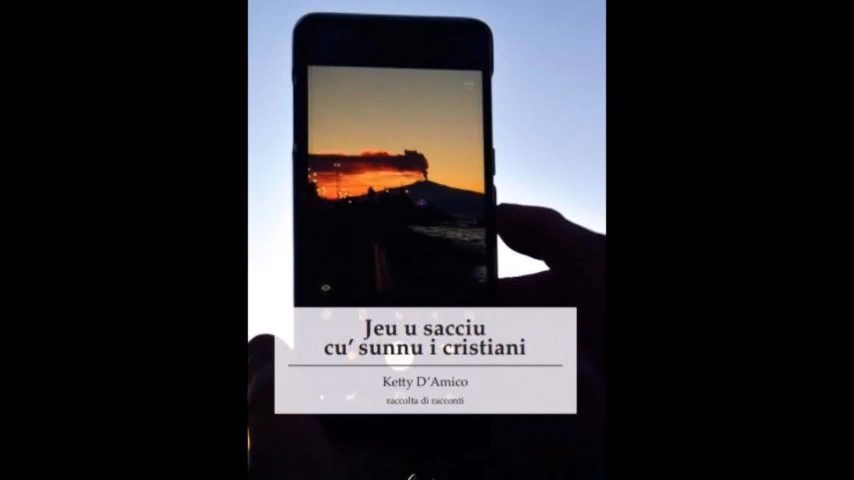 Jeu u sacciu
cu' sunnu i cristiani
Ketty D'Amico
raccolta di racconti